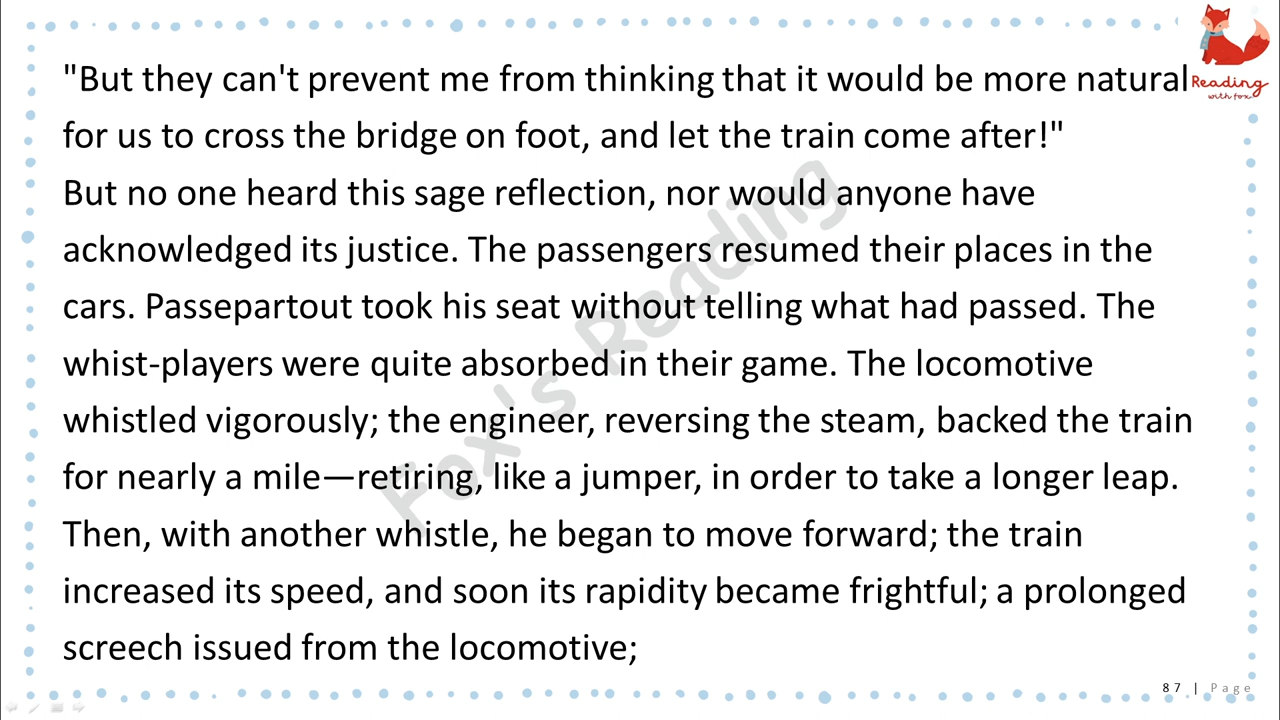 "But they can't prevent me from thinking that it would be more natural
for us to cross the bridge on foot, and let the train come after!"
But no one heard this sage reflection, nor would anyone have
acknowledged its justice. The passengers resumed their places in the
cars. Passepartout took his seat without telling what had passed. The
whist-players were quite absorbed in their game. The locomotive
whistled vigorously; the engineer, reversing the steam, backed the train
for nearly a mile—retiring, like a jumper, in order to take a longer leap.
Then, with another whistle, he began to move forward; the train
increased its speed, and soon its rapidity became frightful; a prolonged
screech issued from the locomotive;
Reading
with fox
Fox's Reading
87 | Page